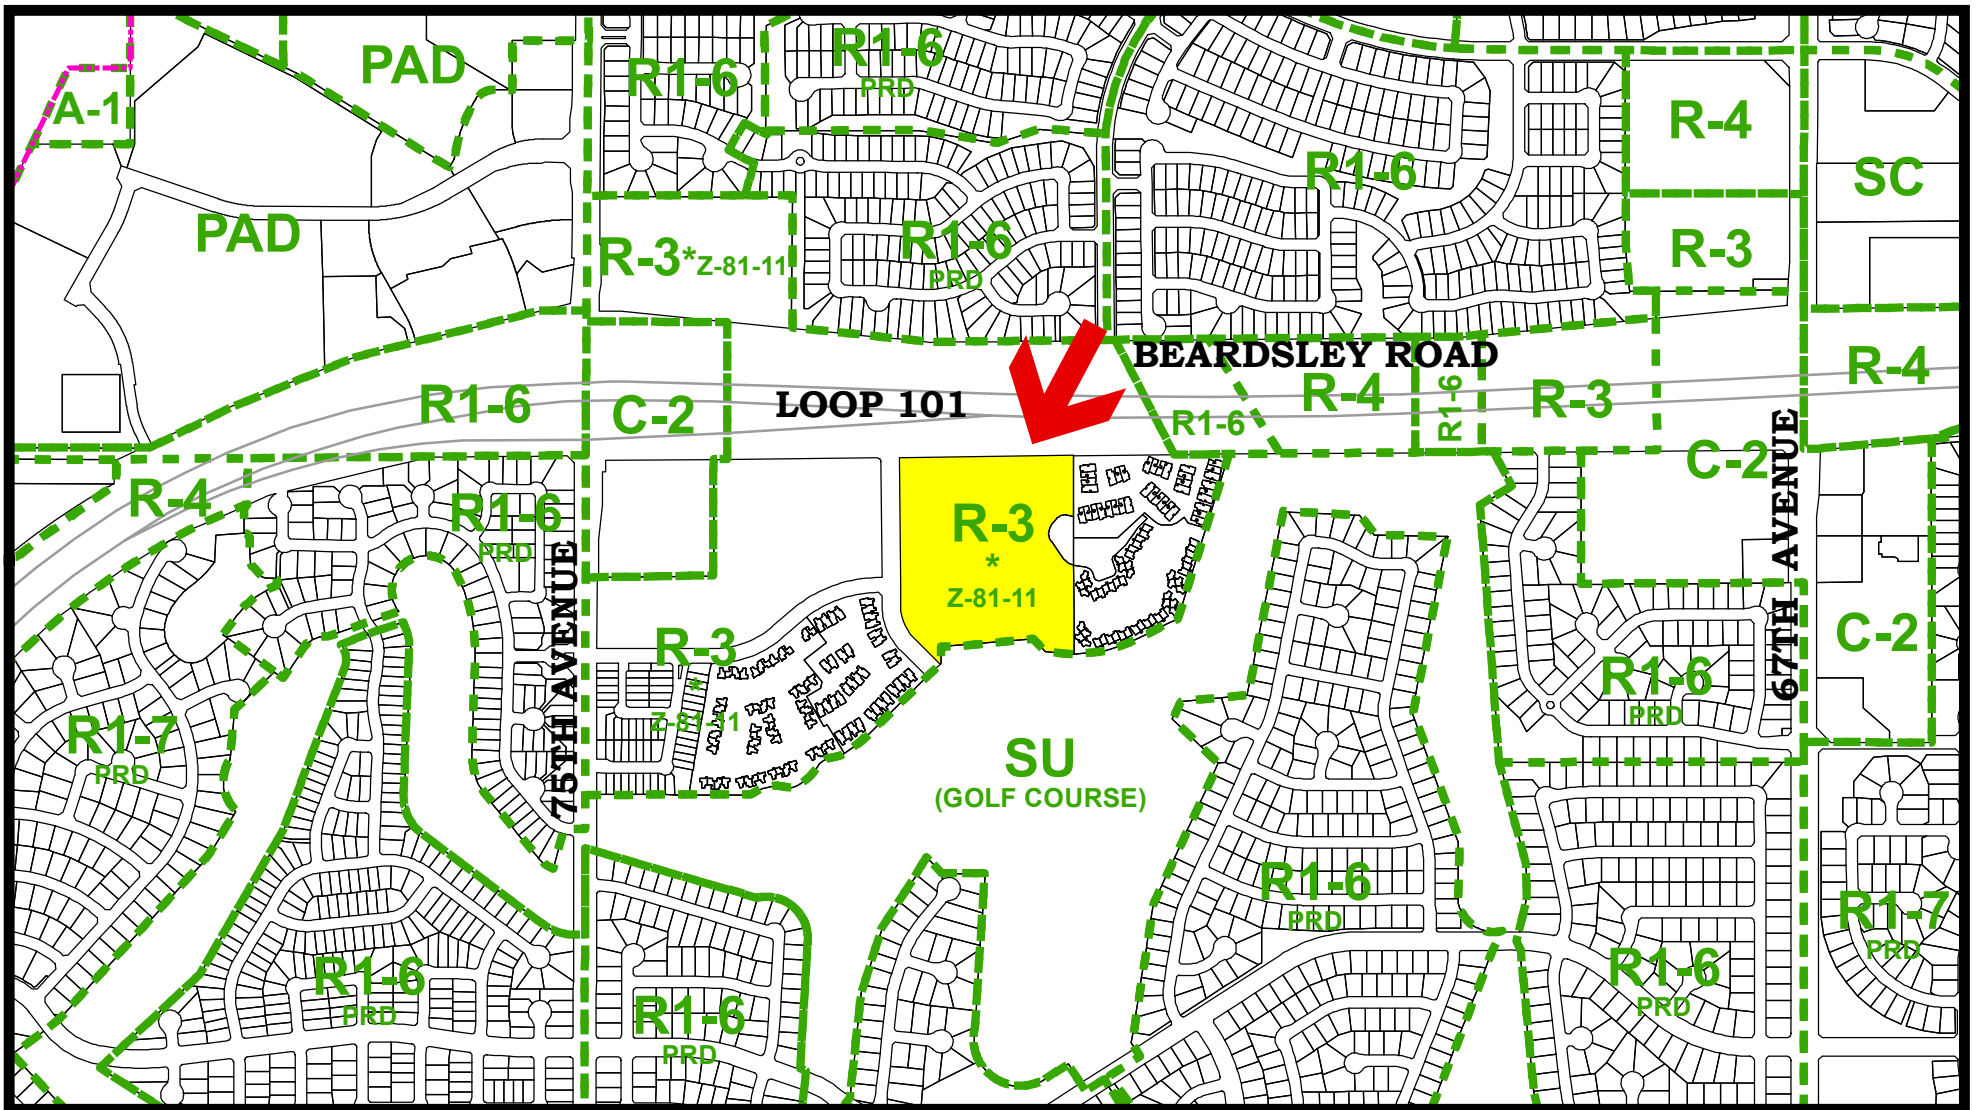 PAD
R1-6
R1-6
PRD
A-1
R-4
R1-6
SC
PAD
R-3*Z-81-11
R1-6
PRD
R-3
BEARDSLEY ROAD
R1-6
C-2
LOOP 101
R1-6
R-4
R1-6
R-3
R-4
C-2
67TH AVENUE
R-4
R1-6
PRD
75TH AVENUE
R-3
*
Z-81-11
R-3
*
Z-81-11
C-2
R1-6
PRD
R1-7
PRD
SU
(GOLF COURSE)
R1-6
PRD
R1-7
PRD
R1-6
PRD
R1-6
PRD
R1-6
PRD